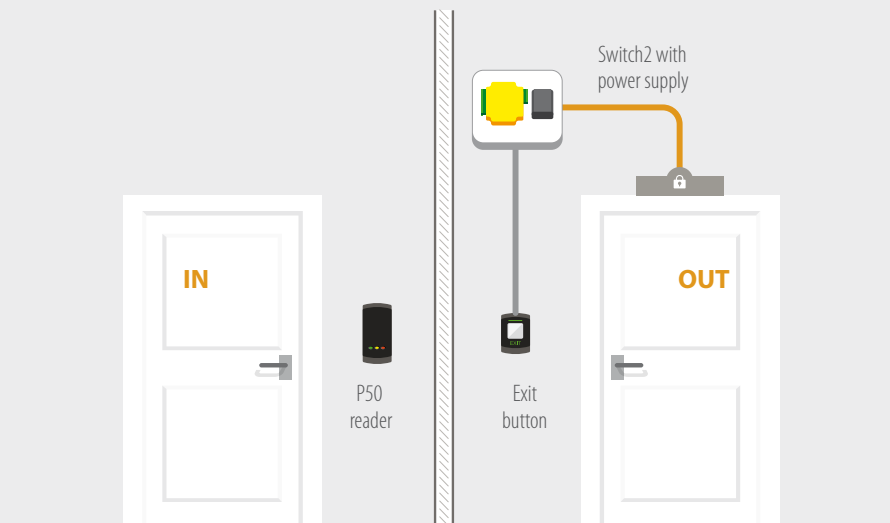 Switch2 with
power supply
IN
OUT
EXIT
P50
reader
Exit
button